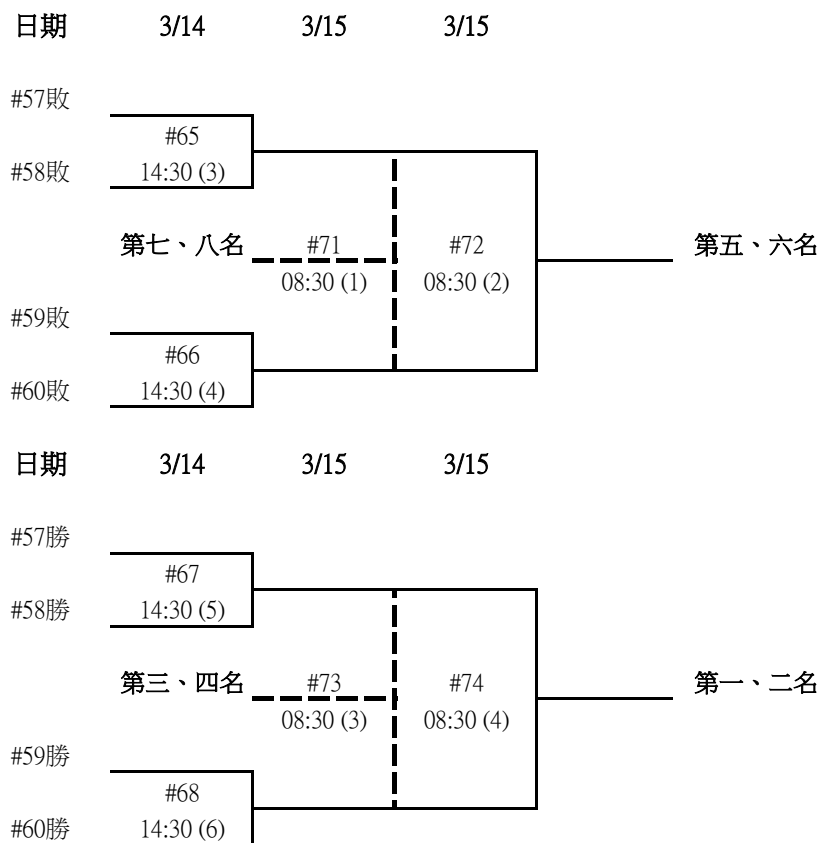 日期 3/14 3/15 3/15
#57敗
#65
#58敗 14:30 (3)
第七、八名 #71 #72 第五、六名
08:30 (1) 08:30 (2)
#59敗
#66
#60敗 14:30 (4)
日期 3/14 3/15 3/15
#57勝
#67
#58勝 14:30 (5)
第三、四名 #73 #74 第一、二名
08:30 (3) 08:30 (4)
#59勝
#68
#60勝 14:30 (6)